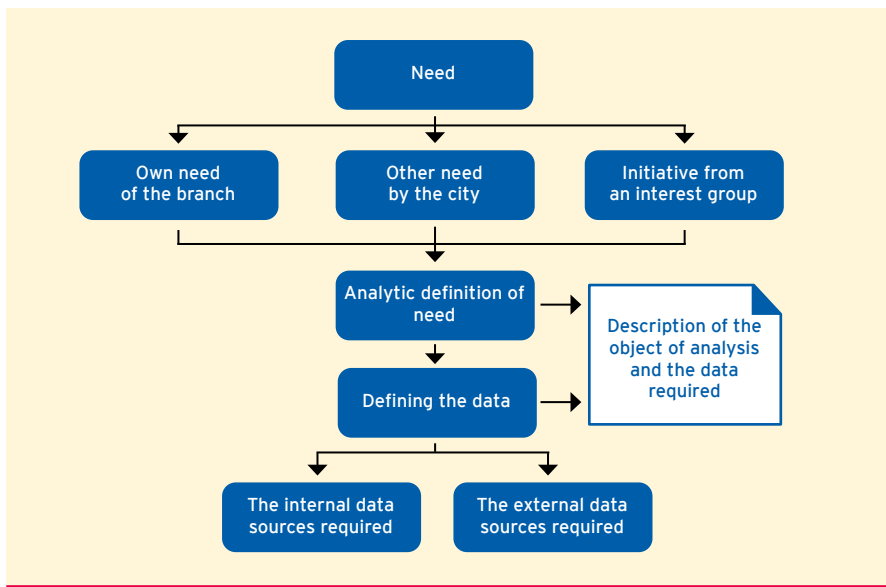 Need
Own need
of the branch
Other need
by the city
Initiative from
an interest group
Analytic definition of
need
Description of the
object of analysis
and the data
required
Defining the data
The internal data
sources required
The external data
sources required